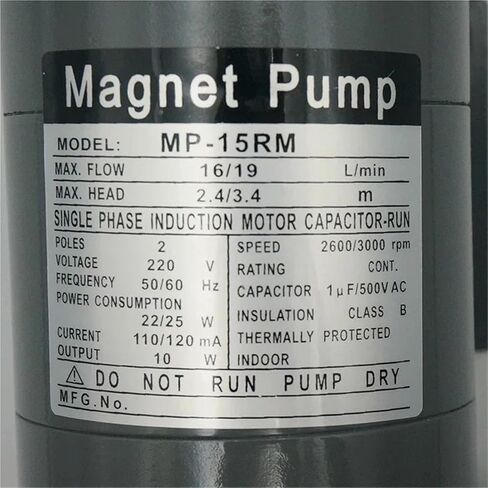 Magnet Pump
MODEL: MP-15RM
MAX. FLOW 16/19 L/min
MAX. HEAD 2.4/3.4 m
SINGLE PHASE INDUCTION MOTOR CAPACITOR-RUN
POLES 2
VOLTAGE 220 V
FREQUENCY 50/60 Hz
POWER CONSUMPTION
22/25 W
CURRENT 110/120 mA
OUTPUT 10 W
SPEED 2600/3000 rpm
RATING CONT.
CAPACITOR 1μF/500V AC
INSULATION CLASS B
THERMALLY PROTECTED
INDOOR
DO NOT RUN PUMP DRY
MFG.No.